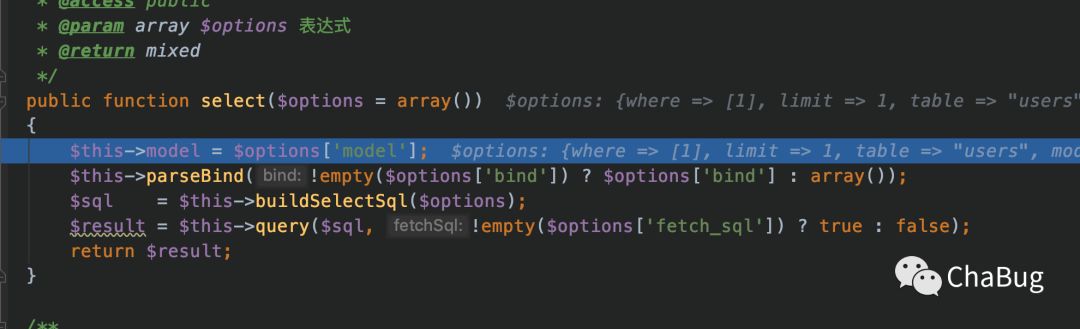 * @access public
* @param array $options 表达式
* @return mixed
*/
public function select($options = array()) $options: {where => [1], limit => 1, table => "users"
{
$this->model = $options['model']; $options: {where => [1], limit => 1, table => "users", mod
$this->parseBind( bind: !empty($options['bind']) ? $options['bind'] : array());
$sql = $this->buildSelectSql($options);
$result = $this->query($sql, fetchSql: !empty($options['fetch_sql']) ? true : false);
return $result;
}
/**
ChaBug